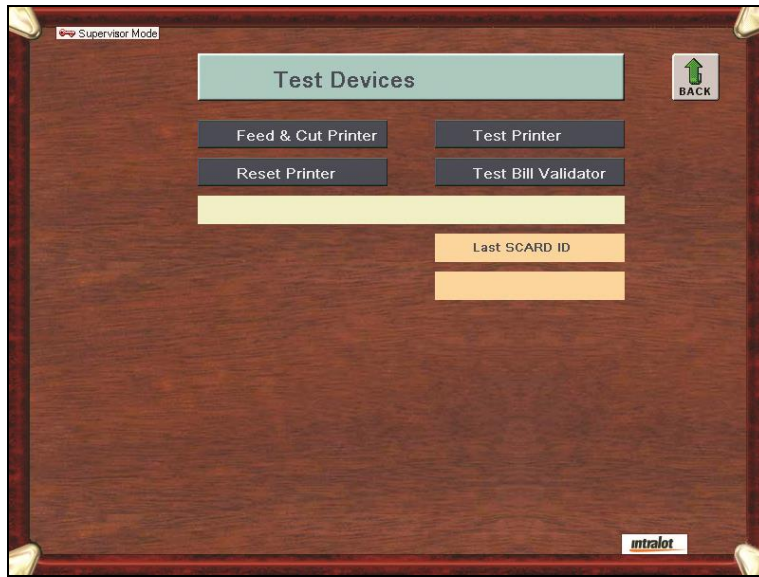 Supervisor Mode
Test Devices
BACK
Feed & Cut Printer
Test Printer
Reset Printer
Test Bill Validator
Last SCARD ID
intralot